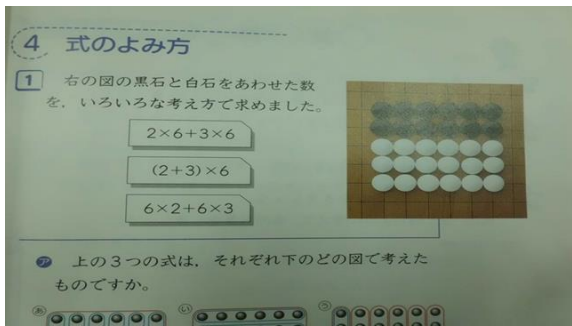 4 式のよみ方
1 右の図の黒石と白石をあわせた数
を，いろいろな考え方で求めました。
2×6+3×6
(2+3)×6
6×2+6×3
ア 上の3つの式は，それぞれ下のどの図で考えた
ものですか。
あ い う